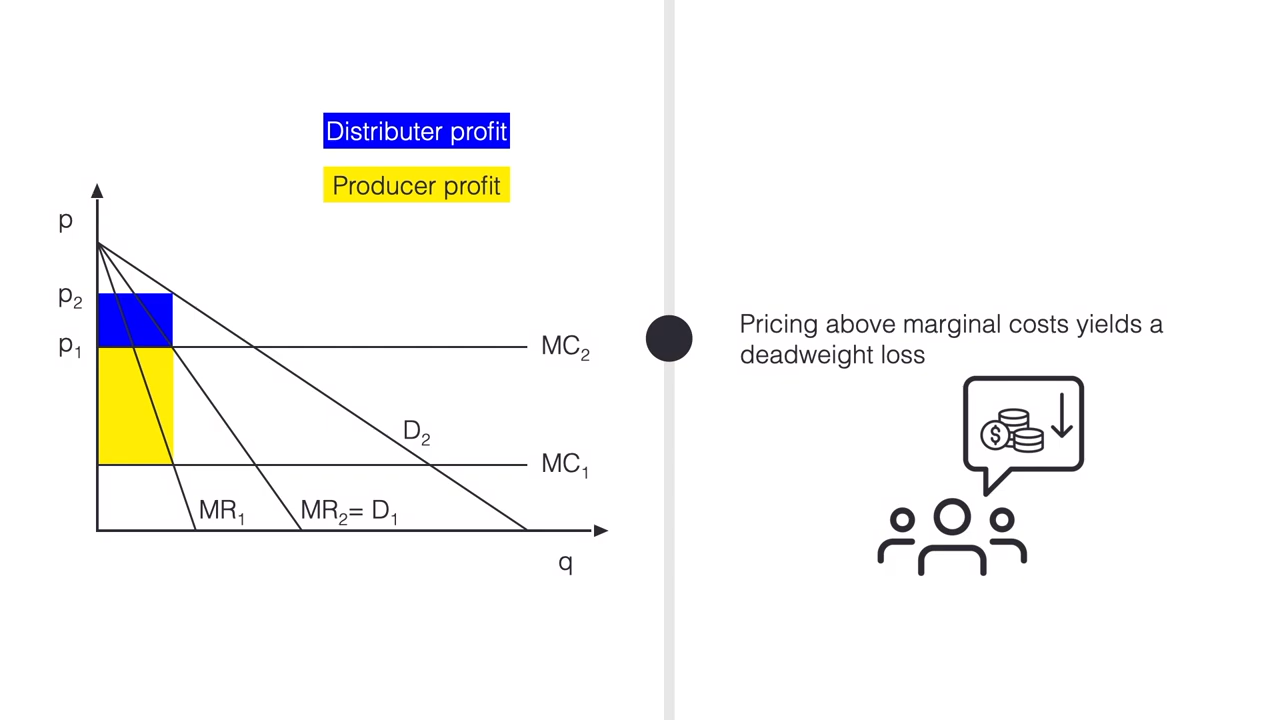 Distributer profit
Producer profit
p
p₂
p₁
MC₂
D₂
MC₁
MR₁
MR₂= D₁
q
Pricing above marginal costs yields a
deadweight loss
$